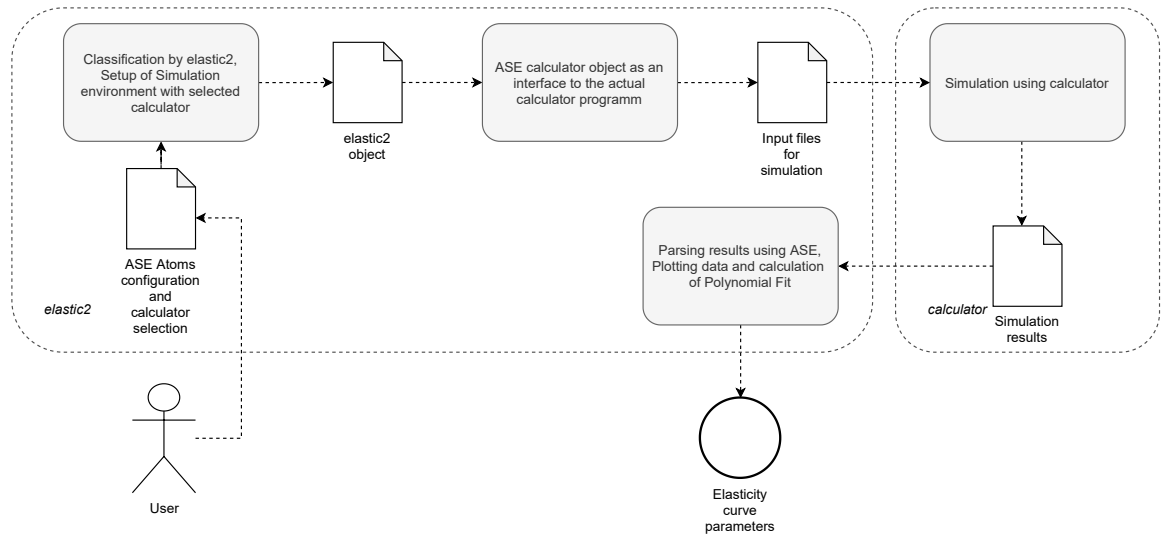 Classification by elastic2,
Setup of Simulation
environment with selected
calculator
elastic2
object
ASE calculator object as an
interface to the actual
calculator programm
Input files
for
simulation
Simulation using calculator
ASE Atoms
configuration
and
calculator
selection
elastic2
Parsing results using ASE,
Plotting data and calculation
of Polynomial Fit
calculator
Simulation
results
User
Elasticity
curve
parameters